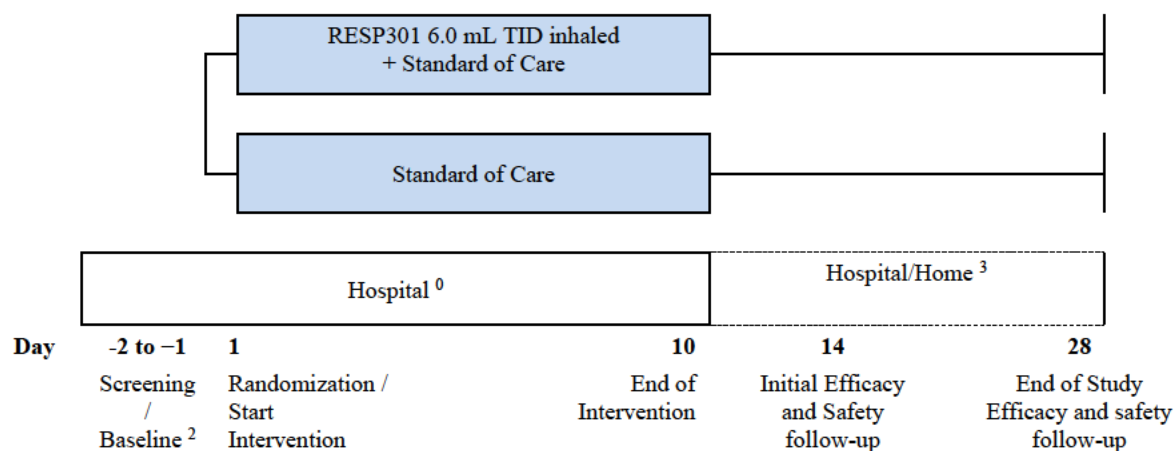 RESP301 6.0 mL TID inhaled
+ Standard of Care
Standard of Care
Hospital ⁰
Hospital/Home ³
Day -2 to −1 1 10 14 28
Screening
/
Baseline ²
Randomization /
Start
Intervention
End of
Intervention
Initial Efficacy
and Safety
follow-up
End of Study
Efficacy and safety
follow-up